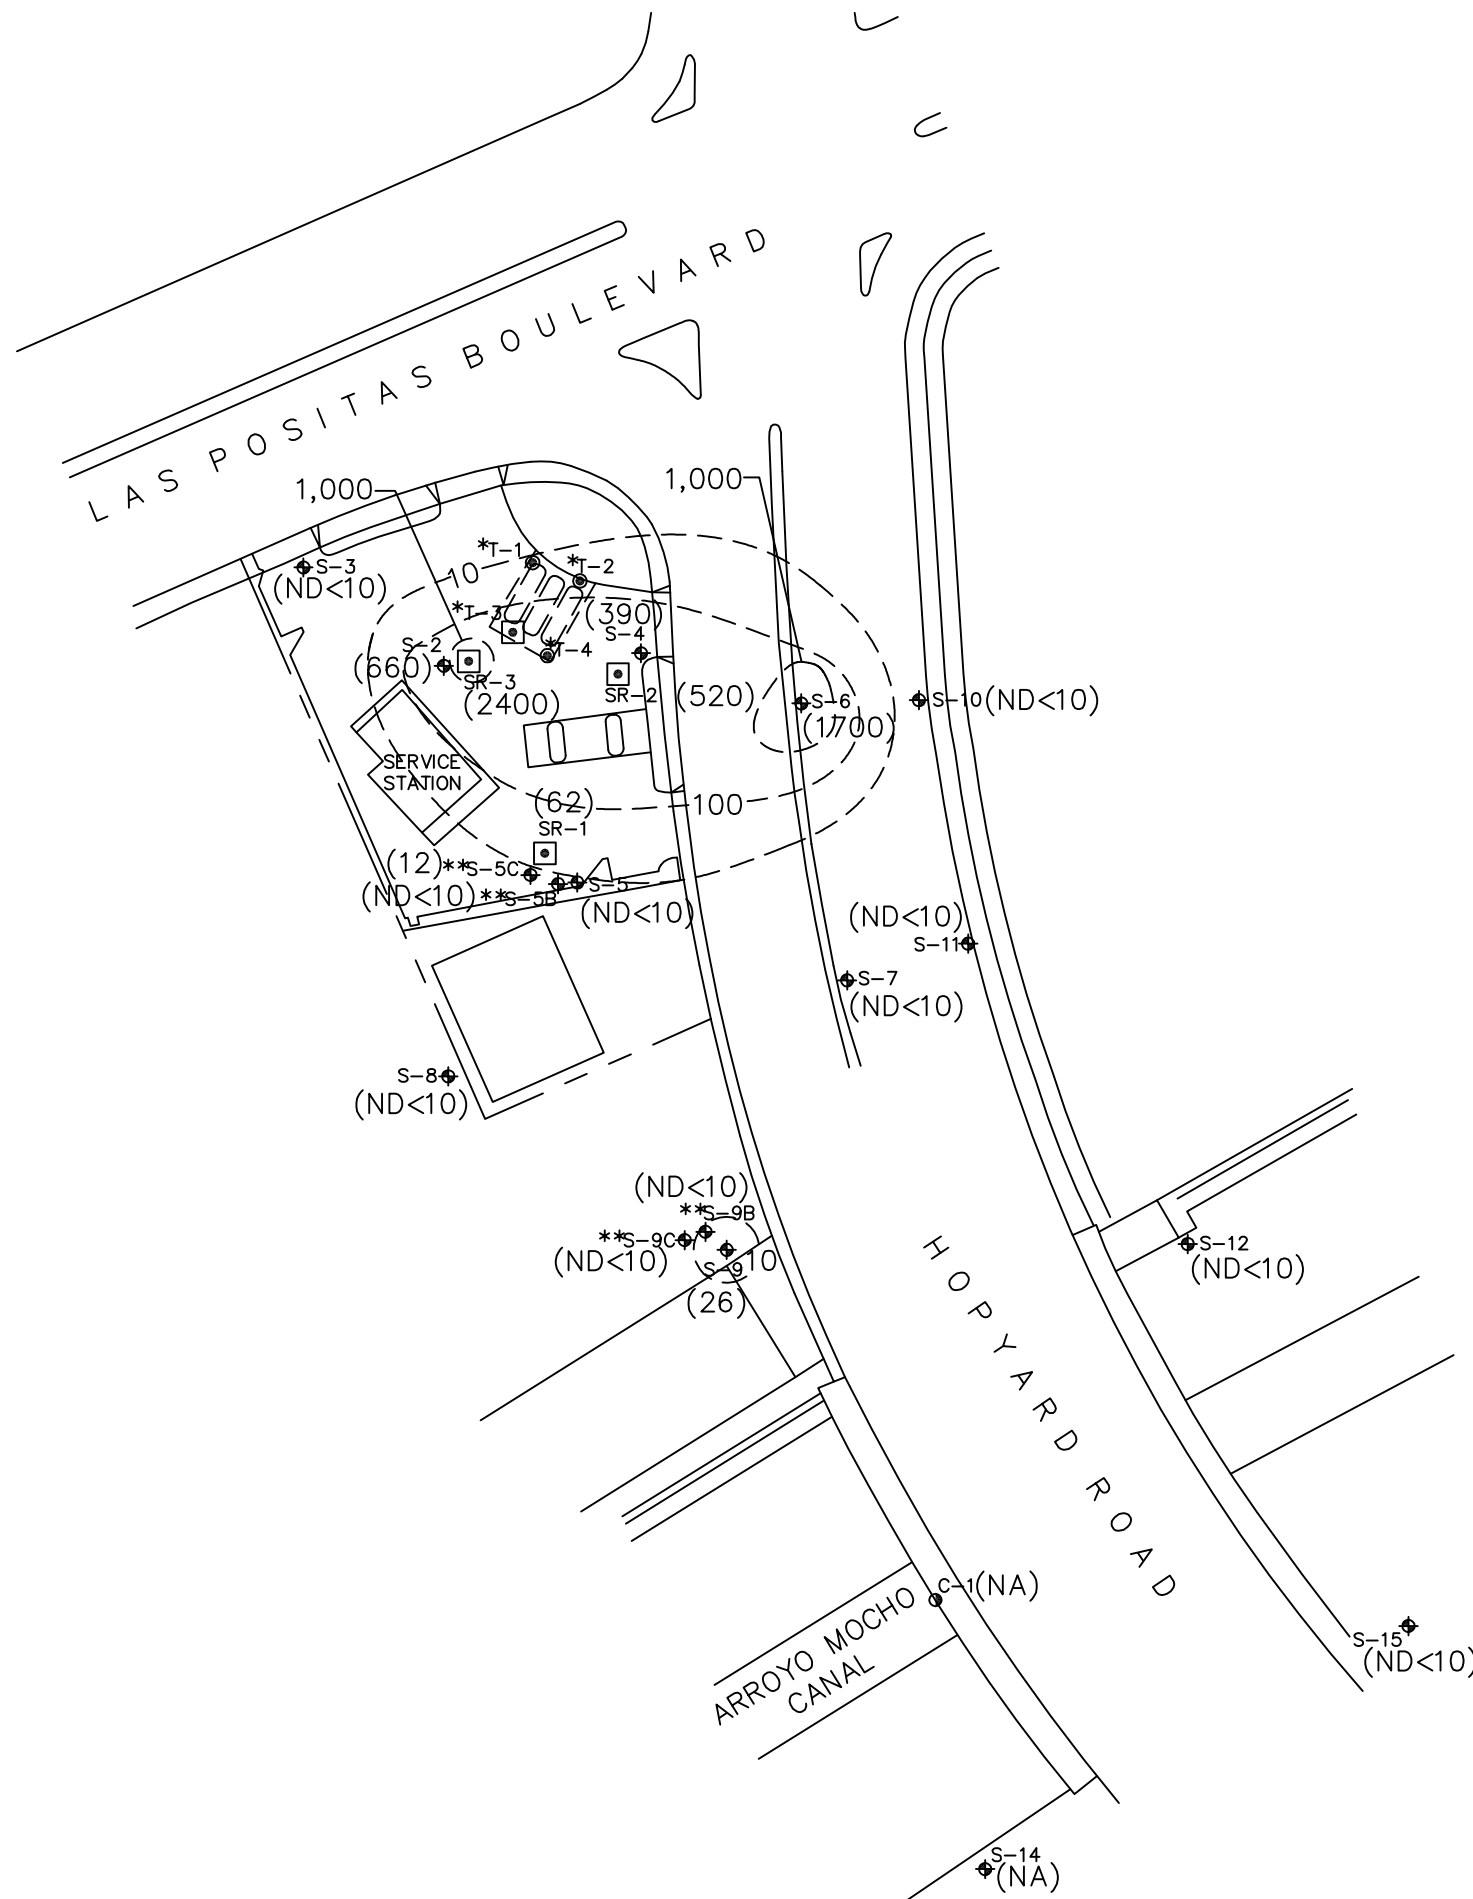 LAS POSITAS BOULEVARD
1,000
1,000
*T-1
*T-2
S-3
(ND<10)
10
*T-3
(390)
S-4
*T-4
S-2
(660)
SR-3
(2400)
SR-2
(520)
S-6
(1700)
S-10 (ND<10)
SERVICE
STATION
(62)
100
SR-1
(12) **S-5C
(ND<10) **S-5B
S-5
(ND<10)
(ND<10)
S-11
S-7
(ND<10)
S-8
(ND<10)
(ND<10)
**S-9B
**S-9C
(ND<10)
S-9
10
(26)
S-12
(ND<10)
HOPYARD ROAD
C-1 (NA)
ARROYO MOCHO
CANAL
S-15
(ND<10)
S-14
(NA)